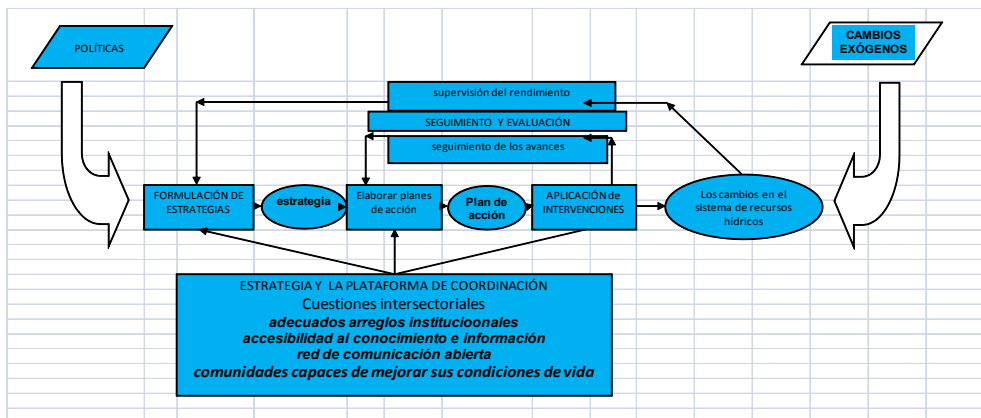 POLÍTICAS
CAMBIOS
EXÓGENOS
supervisión del rendimiento
SEGUIMIENTO Y EVALUACIÓN
seguimiento de los avances
FORMULACIÓN DE
ESTRATEGIAS
estrategia
Elaborar planes
de acción
Plan de
acción
APLICACIÓN de
INTERVENCIONES
Los cambios en el
sistema de recursos
hídricos
ESTRATEGIA Y LA PLATAFORMA DE COORDINACIÓN
Cuestiones intersectoriales
adecuados arreglos institucioonales
accesibilidad al conocimiento e información
red de comunicación abierta
comunidades capaces de mejorar sus condiciones de vida